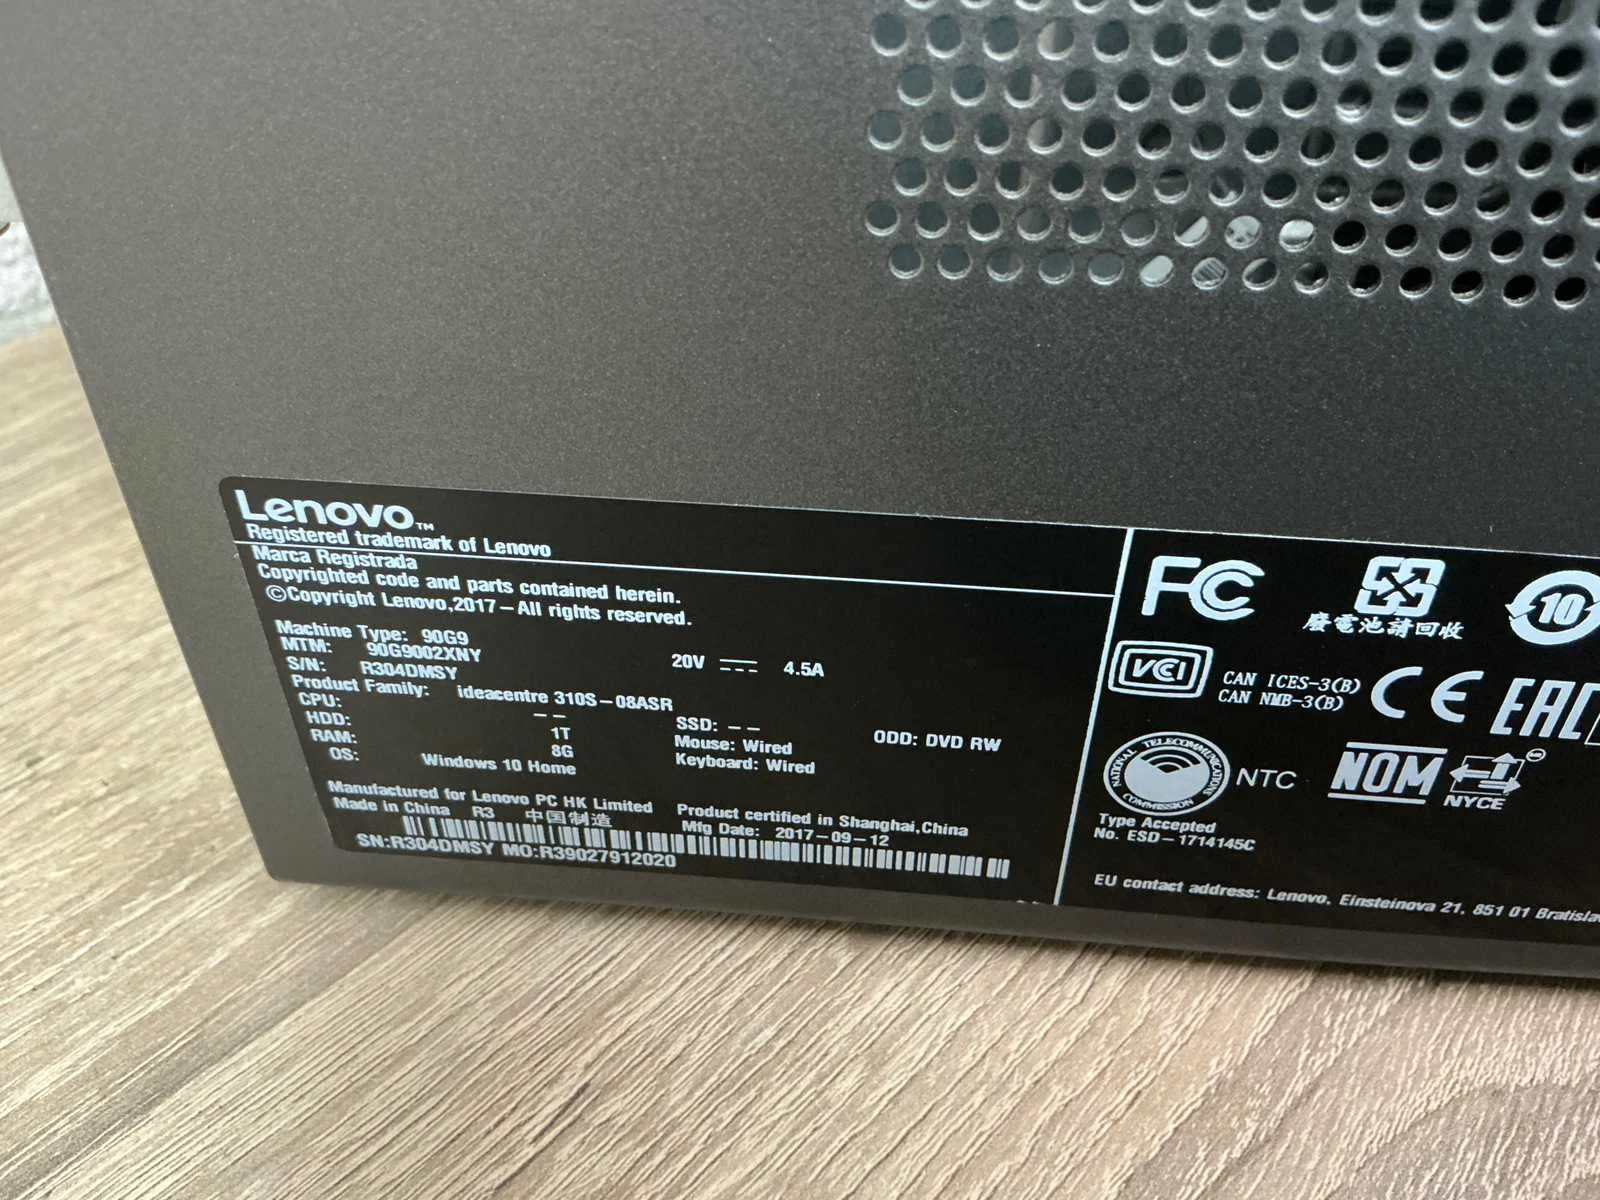 Lenovo™
Registered trademark of Lenovo
Marca Registrada
Copyrighted code and parts contained herein.
©Copyright Lenovo,2017-All rights reserved.
Machine Type: 90G9
MTM: 90G9002XNY
S/N: R304DMSY
20V 4.5A
Product Family: ideacentre 310S-08ASR
CPU: --
SSD: --
ODD: DVD RW
HDD: 1T
Mouse: Wired
RAM: 8G
Keyboard: Wired
OS: Windows 10 Home
Manufactured for Lenovo PC HK Limited
Product certified in Shanghai,China
Made in China R3 中国制造
Mfg Date: 2017-09-12
SN:R304DMSY MO:R39027912020
FC
廢電池請回收
10
VCI
CAN ICES-3(B)
CAN NMB-3(B)
CE
EAC
NATIONAL TELECOMMUNICATIONS
COMMISSION
NTC
NOM
NYCE
Type Accepted
No. ESD-1714145C
EU contact address: Lenovo, Einsteinova 21, 851 01